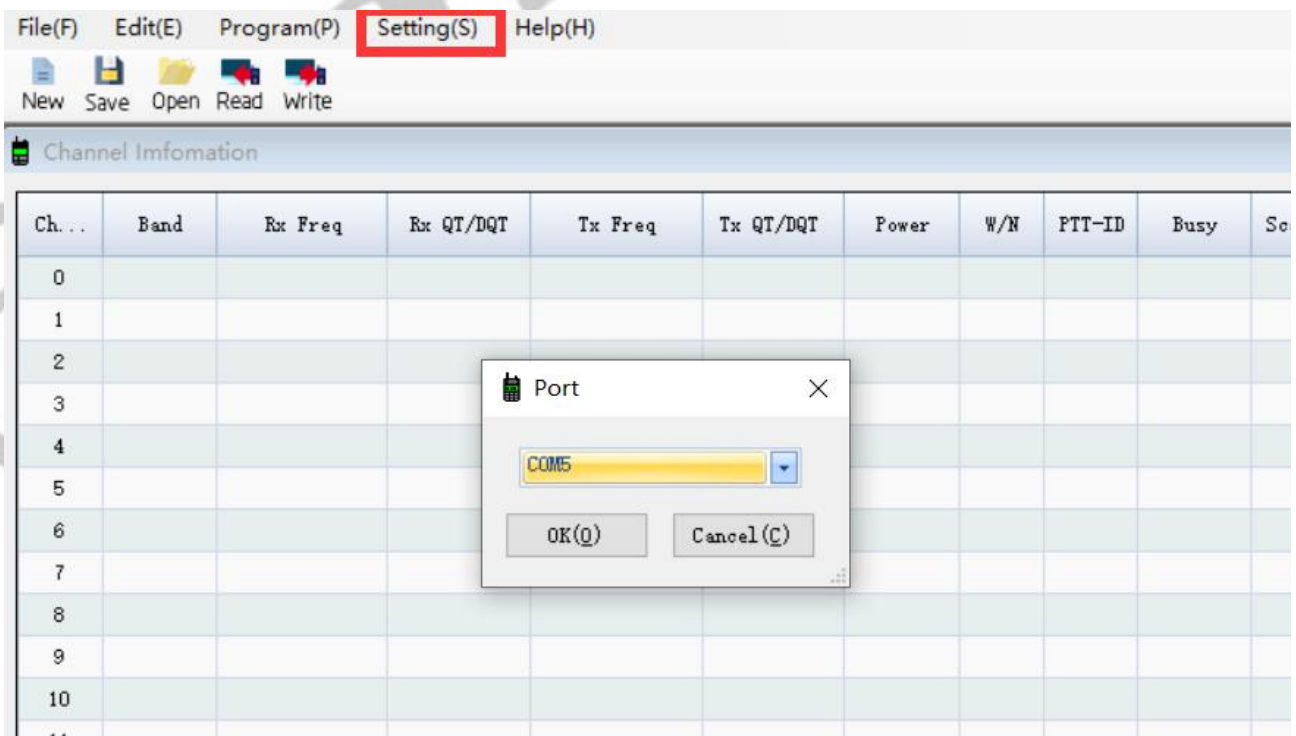 File(F) Edit(E) Program(P) Setting(S) Help(H)
New Save Open Read Write
Channel Imfomation
Ch... Band Rx Freq Rx QT/DQT Tx Freq Tx QT/DQT Power W/N PTT-ID Busy
0
1
2
3
4
5
6
7
8
9
10
Port
COM5
OK(O) Cancel(C)